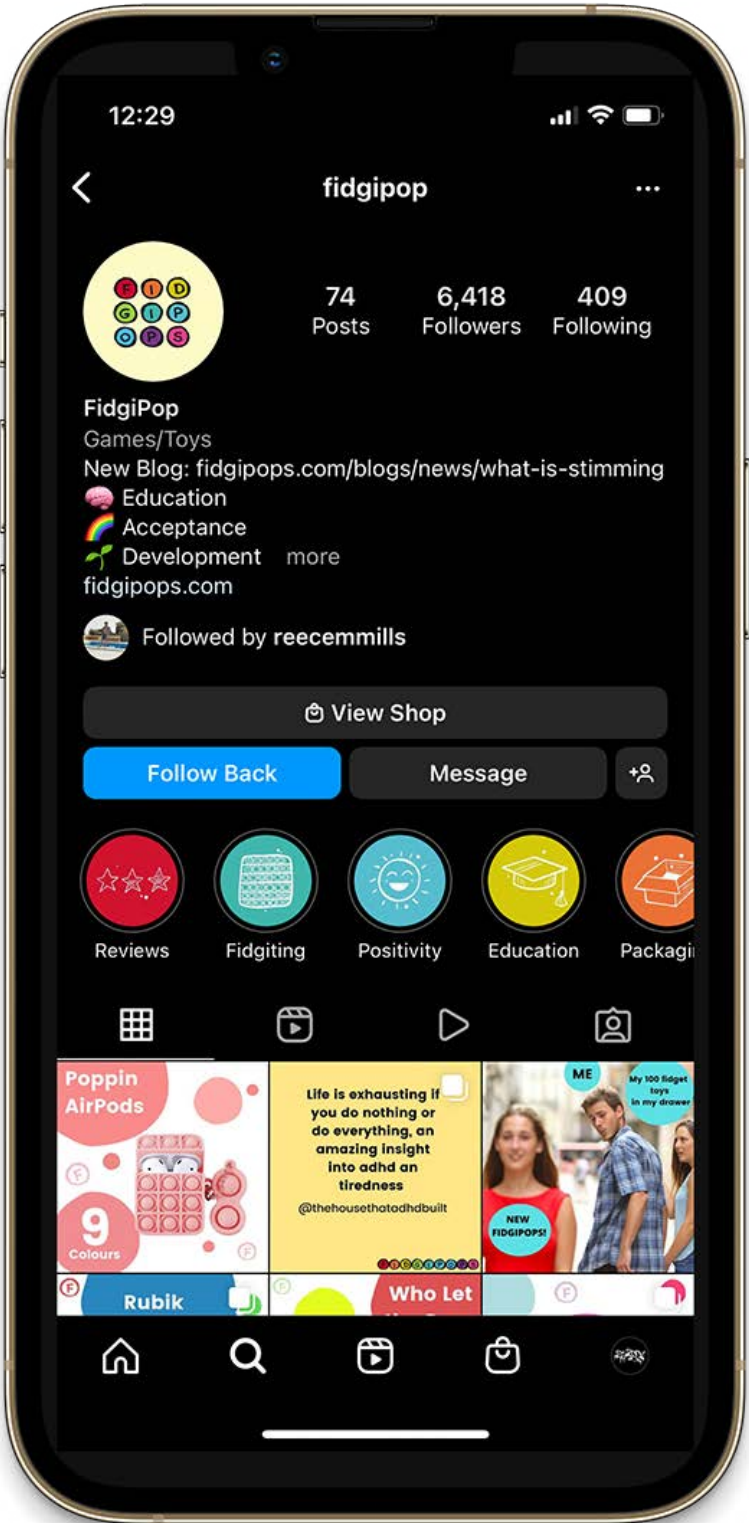 12:29
fidgipop
FID
GIP
OPS
74
Posts
6,418
Followers
409
Following
FidgiPop
Games/Toys
New Blog: fidgipops.com/blogs/news/what-is-stimming
Education
Acceptance
Development more
fidgipops.com
Followed by reecemmills
View Shop
Follow Back
Message
Reviews
Fidgiting
Positivity
Education
Packagi
Poppin
AirPods
F
9
Colours
F
Life is exhausting if
you do nothing or
do everything, an
amazing insight
into adhd an
tiredness
@thehousethatadhdbuilt
FIDGIPOPS
ME
My 100 fidget
toys
in my drawer
NEW
FIDGIPOPS!
F
Rubik
F
Who Let
F